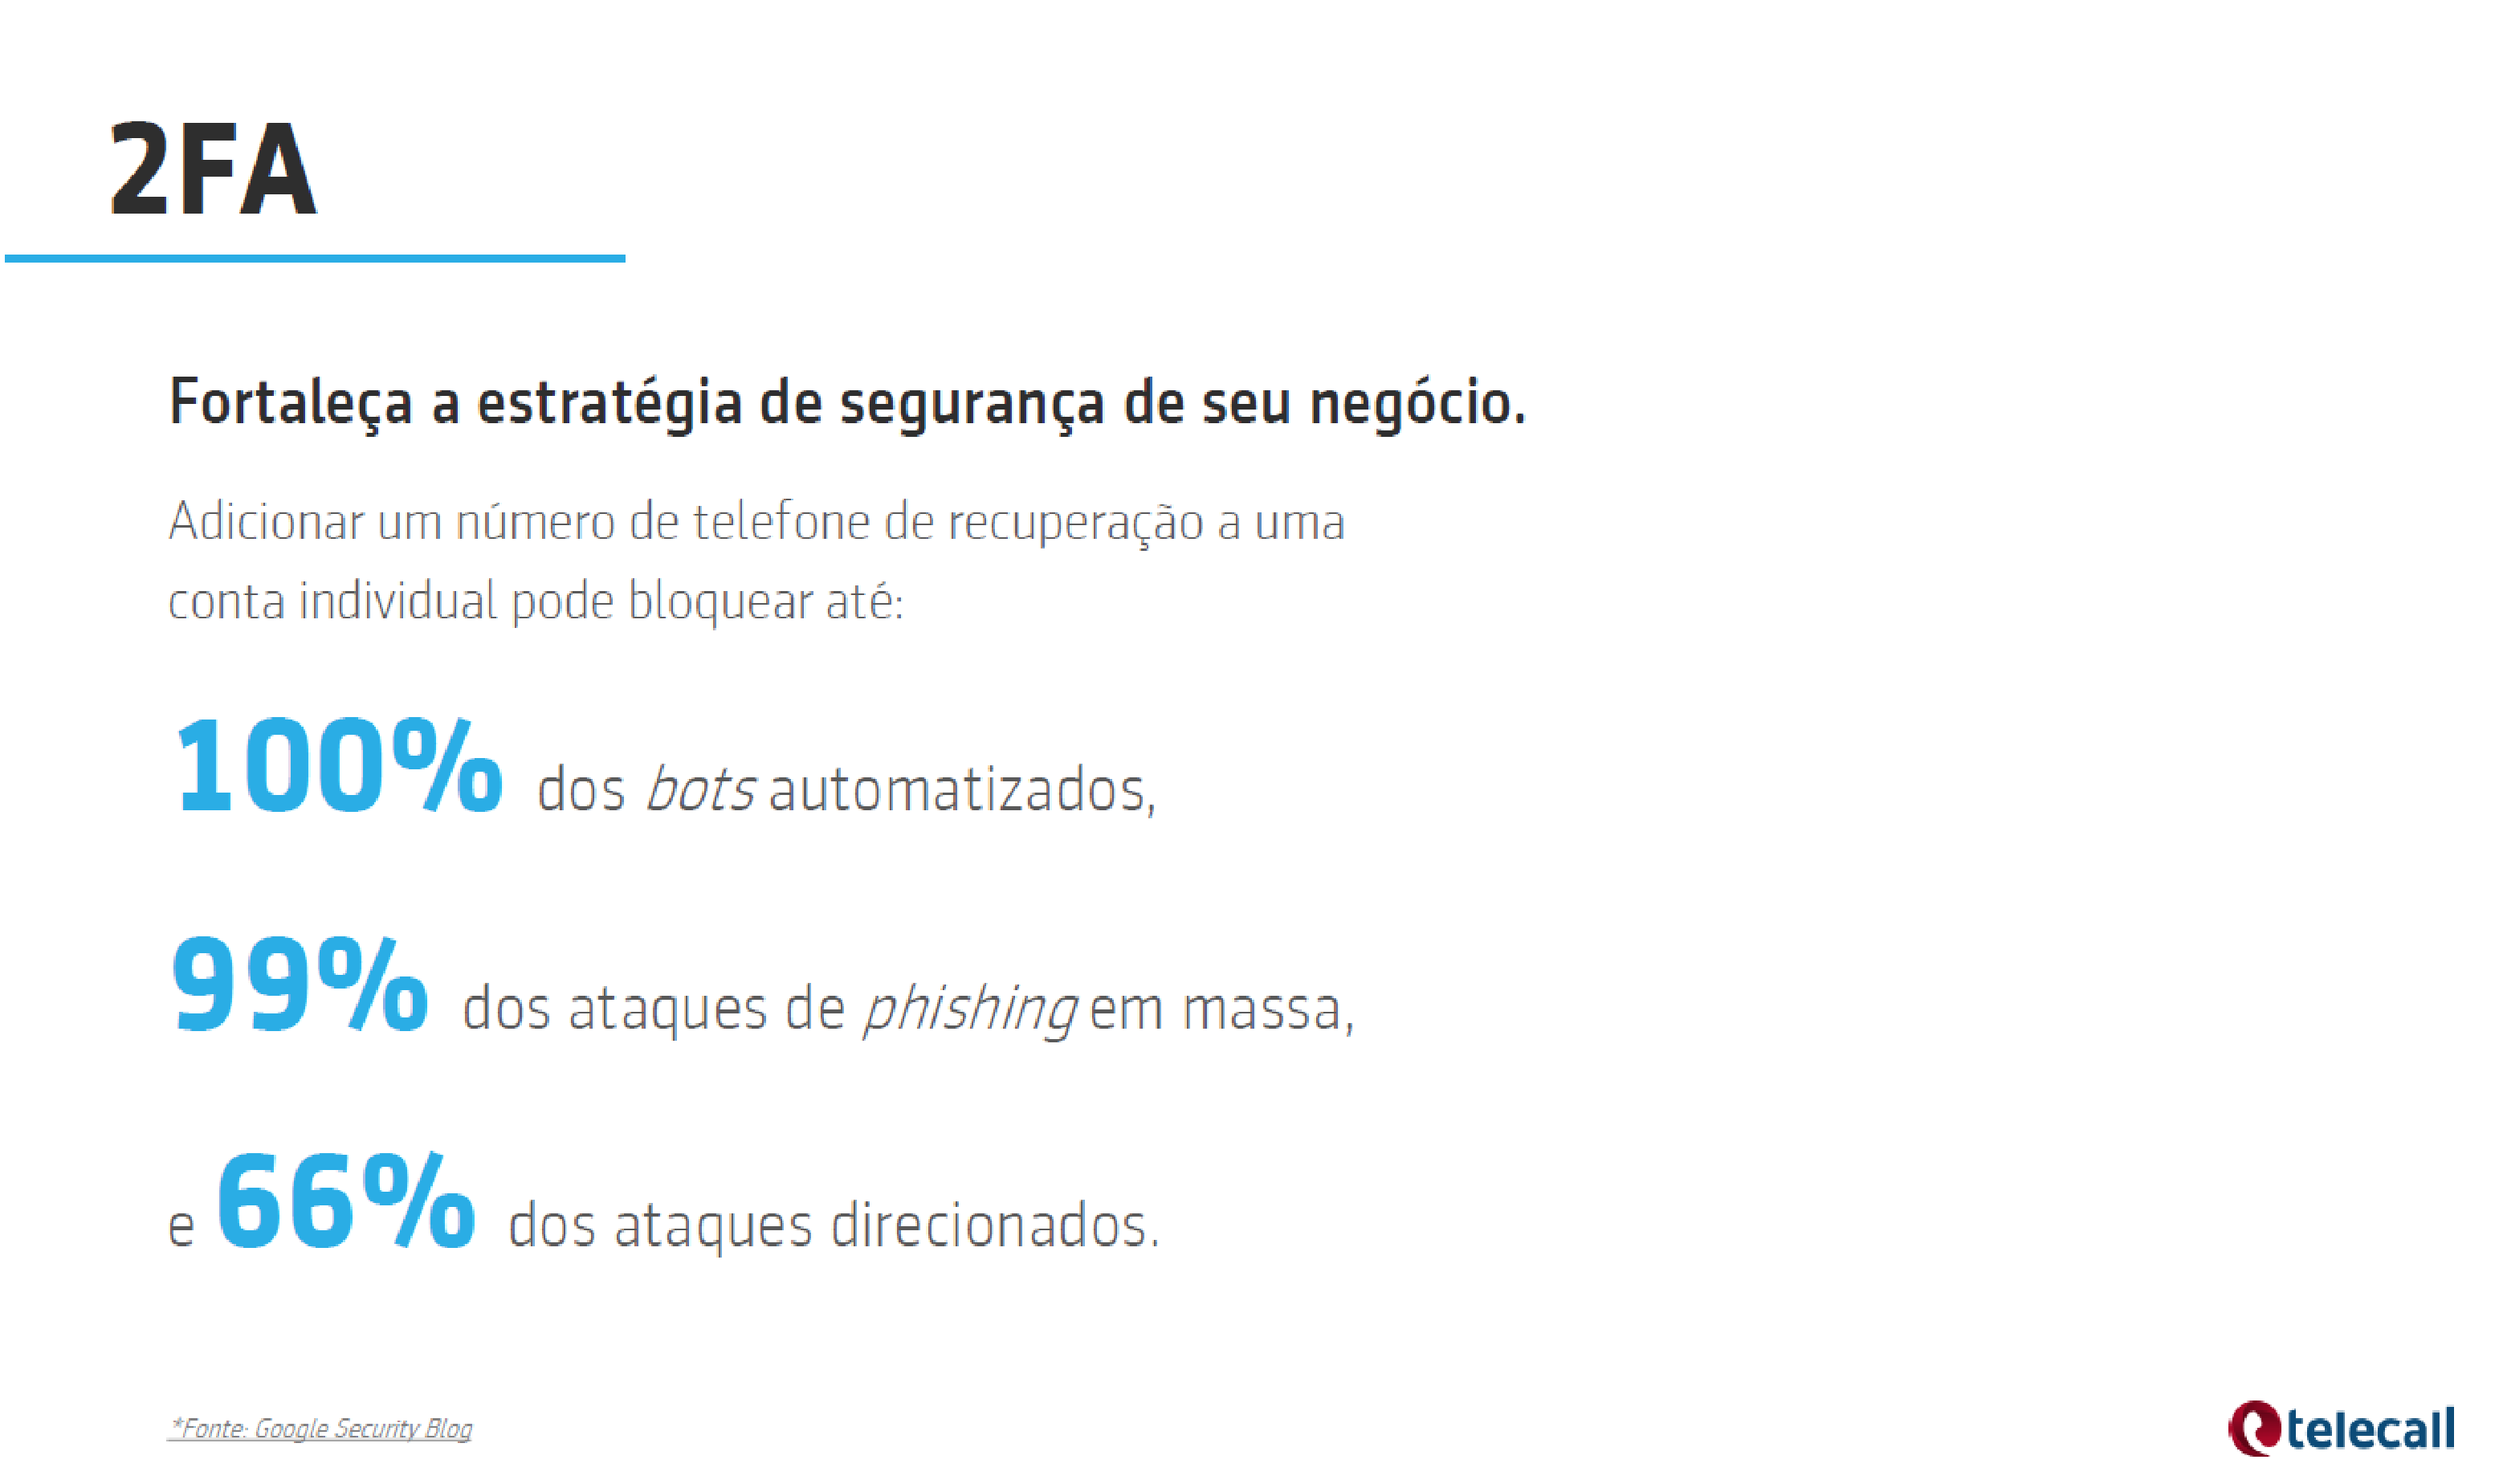 2FA
Fortaleça a estratégia de segurança de seu negócio.
Adicionar um número de telefone de recuperação a uma
conta individual pode bloquear até:
100% dos bots automatizados,
99% dos ataques de phishing em massa,
e 66% dos ataques direcionados.
*Fonte: Google Security Blog
telecall